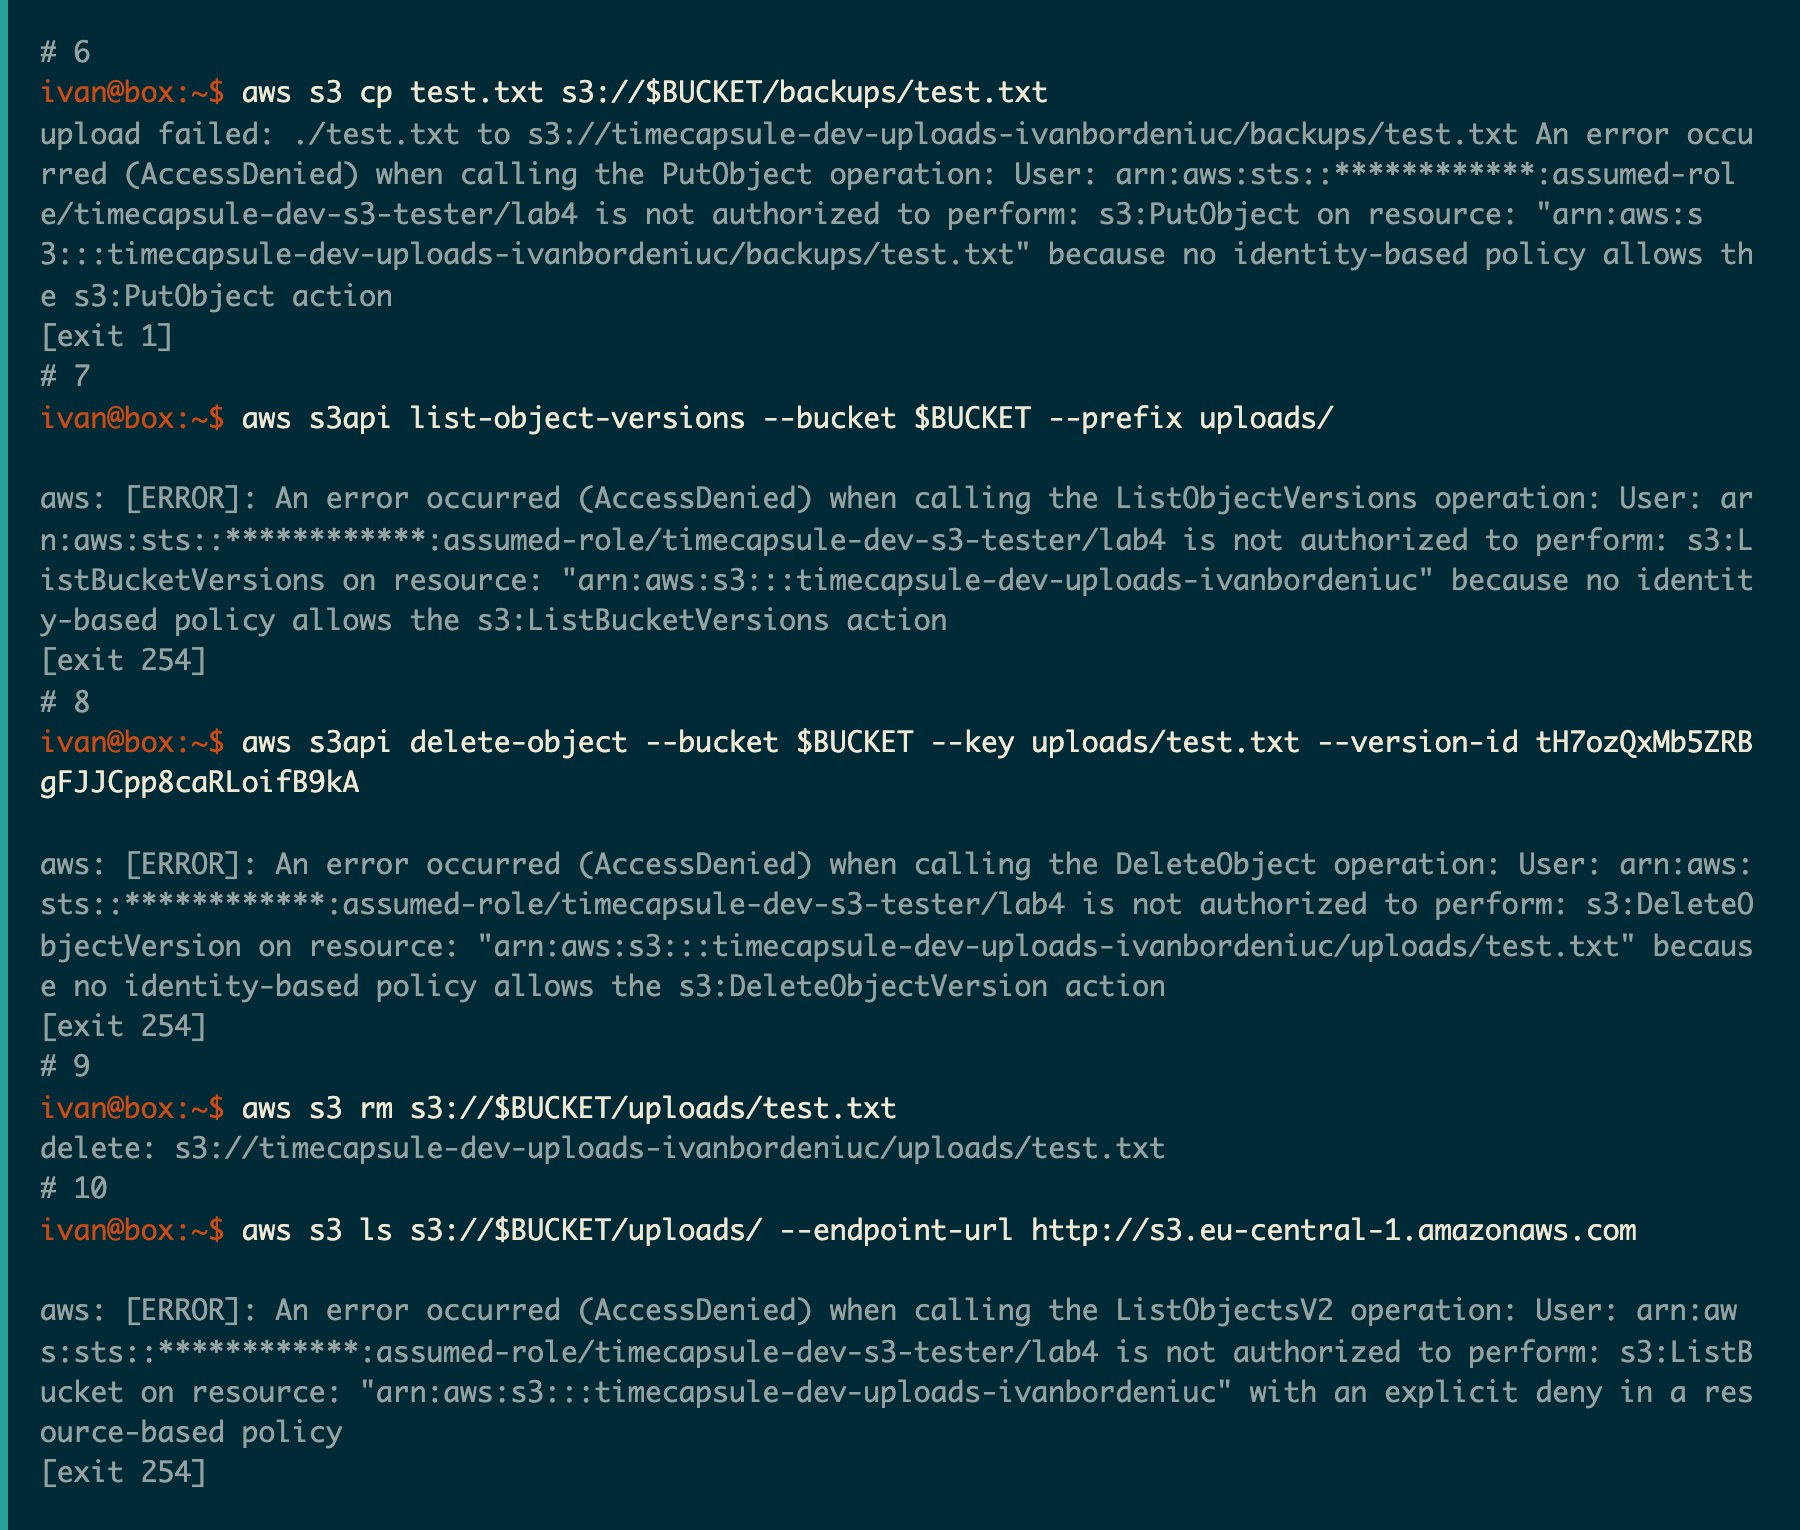 # 6
ivan@box:~$ aws s3 cp test.txt s3://$BUCKET/backups/test.txt
upload failed: ./test.txt to s3://timecapsule-dev-uploads-ivanbordeniuc/backups/test.txt An error occu
rred (AccessDenied) when calling the PutObject operation: User: arn:aws:sts::************:assumed-rol
e/timecapsule-dev-s3-tester/lab4 is not authorized to perform: s3:PutObject on resource: "arn:aws:s
3:::timecapsule-dev-uploads-ivanbordeniuc/backups/test.txt" because no identity-based policy allows th
e s3:PutObject action
[exit 1]
# 7
ivan@box:~$ aws s3api list-object-versions --bucket $BUCKET --prefix uploads/

aws: [ERROR]: An error occurred (AccessDenied) when calling the ListObjectVersions operation: User: ar
n:aws:sts::************:assumed-role/timecapsule-dev-s3-tester/lab4 is not authorized to perform: s3:L
istBucketVersions on resource: "arn:aws:s3:::timecapsule-dev-uploads-ivanbordeniuc" because no identit
y-based policy allows the s3:ListBucketVersions action
[exit 254]
# 8
ivan@box:~$ aws s3api delete-object --bucket $BUCKET --key uploads/test.txt --version-id tH7ozQxMb5ZRB
gFJJCpp8caRLoifB9kA

aws: [ERROR]: An error occurred (AccessDenied) when calling the DeleteObject operation: User: arn:aws:
sts::************:assumed-role/timecapsule-dev-s3-tester/lab4 is not authorized to perform: s3:DeleteO
bjectVersion on resource: "arn:aws:s3:::timecapsule-dev-uploads-ivanbordeniuc/uploads/test.txt" becaus
e no identity-based policy allows the s3:DeleteObjectVersion action
[exit 254]
# 9
ivan@box:~$ aws s3 rm s3://$BUCKET/uploads/test.txt
delete: s3://timecapsule-dev-uploads-ivanbordeniuc/uploads/test.txt
# 10
ivan@box:~$ aws s3 ls s3://$BUCKET/uploads/ --endpoint-url http://s3.eu-central-1.amazonaws.com

aws: [ERROR]: An error occurred (AccessDenied) when calling the ListObjectsV2 operation: User: arn:aw
s:sts::************:assumed-role/timecapsule-dev-s3-tester/lab4 is not authorized to perform: s3:ListB
ucket on resource: "arn:aws:s3:::timecapsule-dev-uploads-ivanbordeniuc" with an explicit deny in a res
ource-based policy
[exit 254]